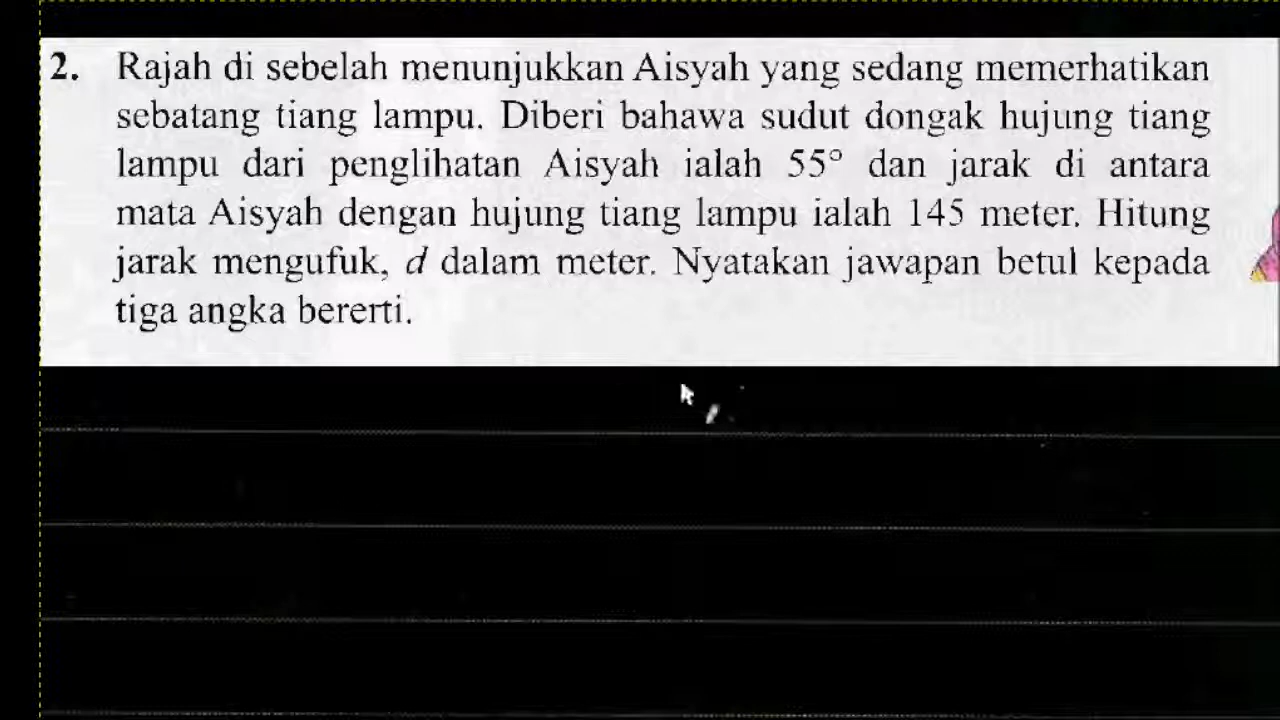 2. Rajah di sebelah menunjukkan Aisyah yang sedang memerhatikan
sebatang tiang lampu. Diberi bahawa sudut dongak hujung tiang
lampu dari penglihatan Aisyah ialah 55° dan jarak di antara
mata Aisyah dengan hujung tiang lampu ialah 145 meter. Hitung
jarak mengufuk, d dalam meter. Nyatakan jawapan betul kepada
tiga angka bererti.